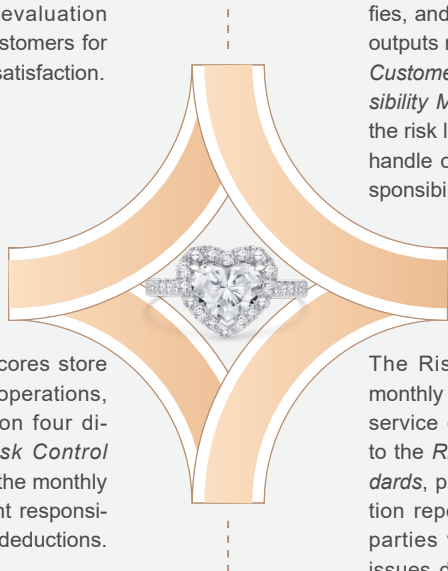 evaluation
stomers for
satisfaction.
fies, and
outputs
Custome
sibility M
the risk l
handle c
sponsibi
cores store
operations,
on four di-
sk Control
the monthly
nt responsi-
deductions.
The Ris
monthly
service
to the R
dards, p
tion repo
parties
issues d